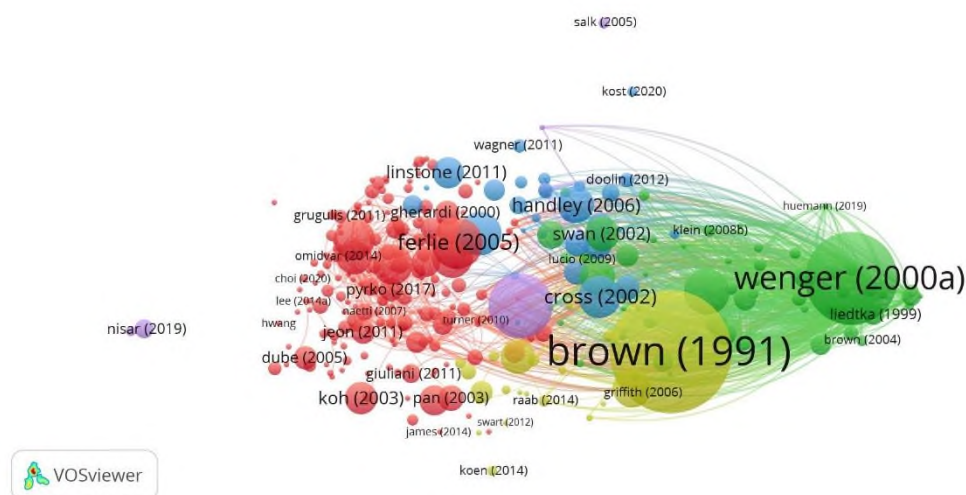 salk (2005)
kost (2020)
wagner (2011)
linstone (2011)
doolin (2012)
handley (2006)
huemann (2019)
grugulis (2011)
gherardi (2000)
ferlie (2005)
swan (2002)
klein (2008b)
omidvar (2014)
lucio (2009)
choi (2020)
wenger (2000a)
pyrko (2017)
cross (2002)
lee (2014a)
naetti (2007)
liedtka (1999)
nisar (2019)
hwang
jeon (2011)
turner (2010)
brown (2004)
dube (2005)
brown (1991)
giuliani (2011)
griffith (2006)
koh (2003)
pan (2003)
raab (2014)
swart (2012)
james (2014)
koen (2014)
VOSviewer